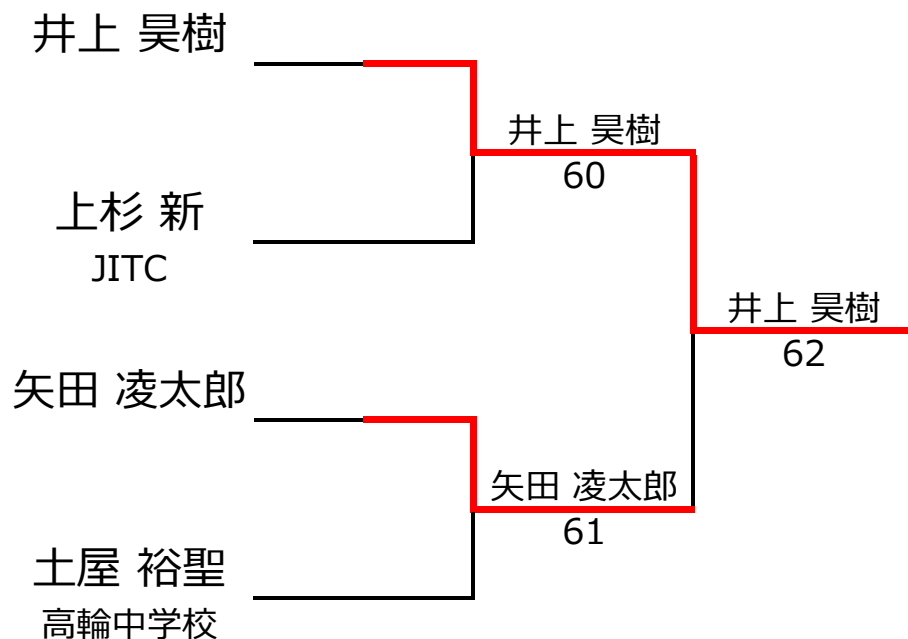 井上 昊樹
井上 昊樹
60
上杉 新
JITC
井上 昊樹
62
矢田 凌太郎
矢田 凌太郎
61
土屋 裕聖
高輪中学校